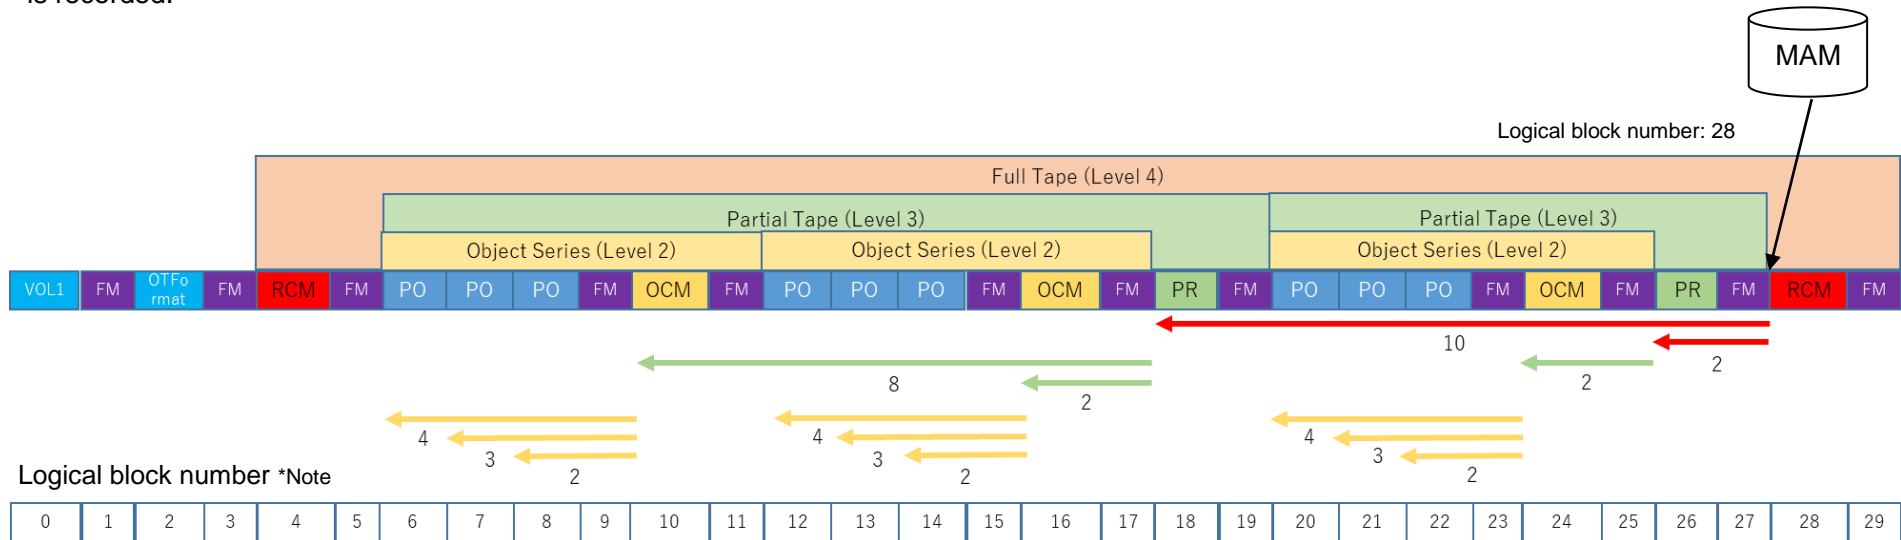 is recorded.
MAM
Logical block number: 28
Full Tape (Level 4)
Partial Tape (Level 3) Partial Tape (Level 3)
Object Series (Level 2) Object Series (Level 2) Object Series (Level 2)
VOL1 FM OTFo
rmat FM RCM FM PO PO PO FM OCM FM PO PO PO FM OCM FM PR FM PO PO PO FM OCM FM PR FM RCM FM
10
2
8
2
2
4
3
2
4
3
2
4
3
2
Logical block number *Note
0 1 2 3 4 5 6 7 8 9 10 11 12 13 14 15 16 17 18 19 20 21 22 23 24 25 26 27 28 29